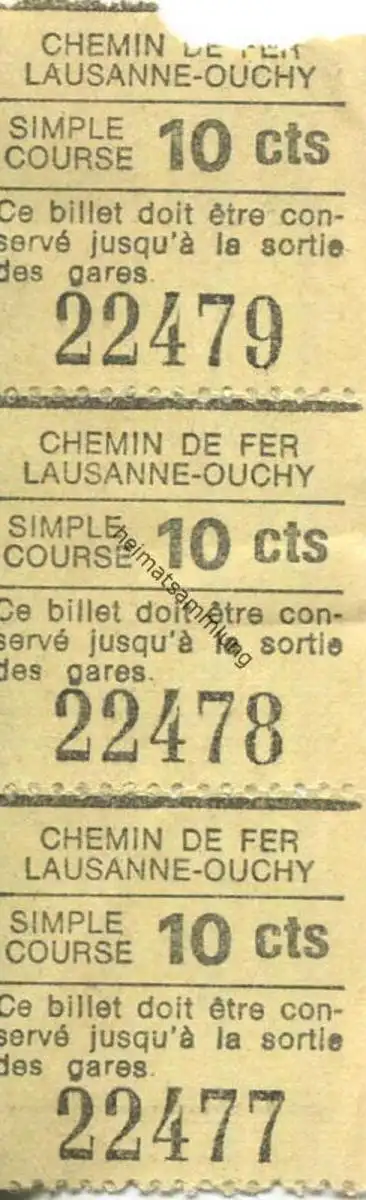 CHEMIN DE FER
LAUSANNE-OUCHY
SIMPLE COURSE 10 cts
Ce billet doit être con-
servé jusqu'à la sortie
des gares.
22479
CHEMIN DE FER
LAUSANNE-OUCHY
SIMPLE COURSE 10 cts
Ce billet doit être con-
servé jusqu'à la sortie
des gares.
22478
heimatsammlung
CHEMIN DE FER
LAUSANNE-OUCHY
SIMPLE COURSE 10 cts
Ce billet doit être con-
servé jusqu'à la sortie
des gares.
22477